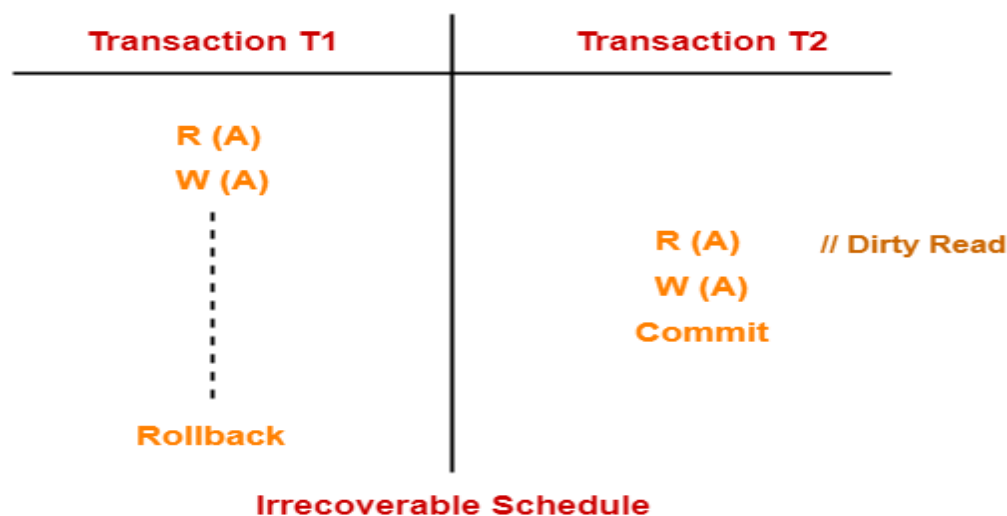 Transaction T1 Transaction T2
R (A)
W (A)
R (A) // Dirty Read
W (A)
Commit
Rollback
Irrecoverable Schedule